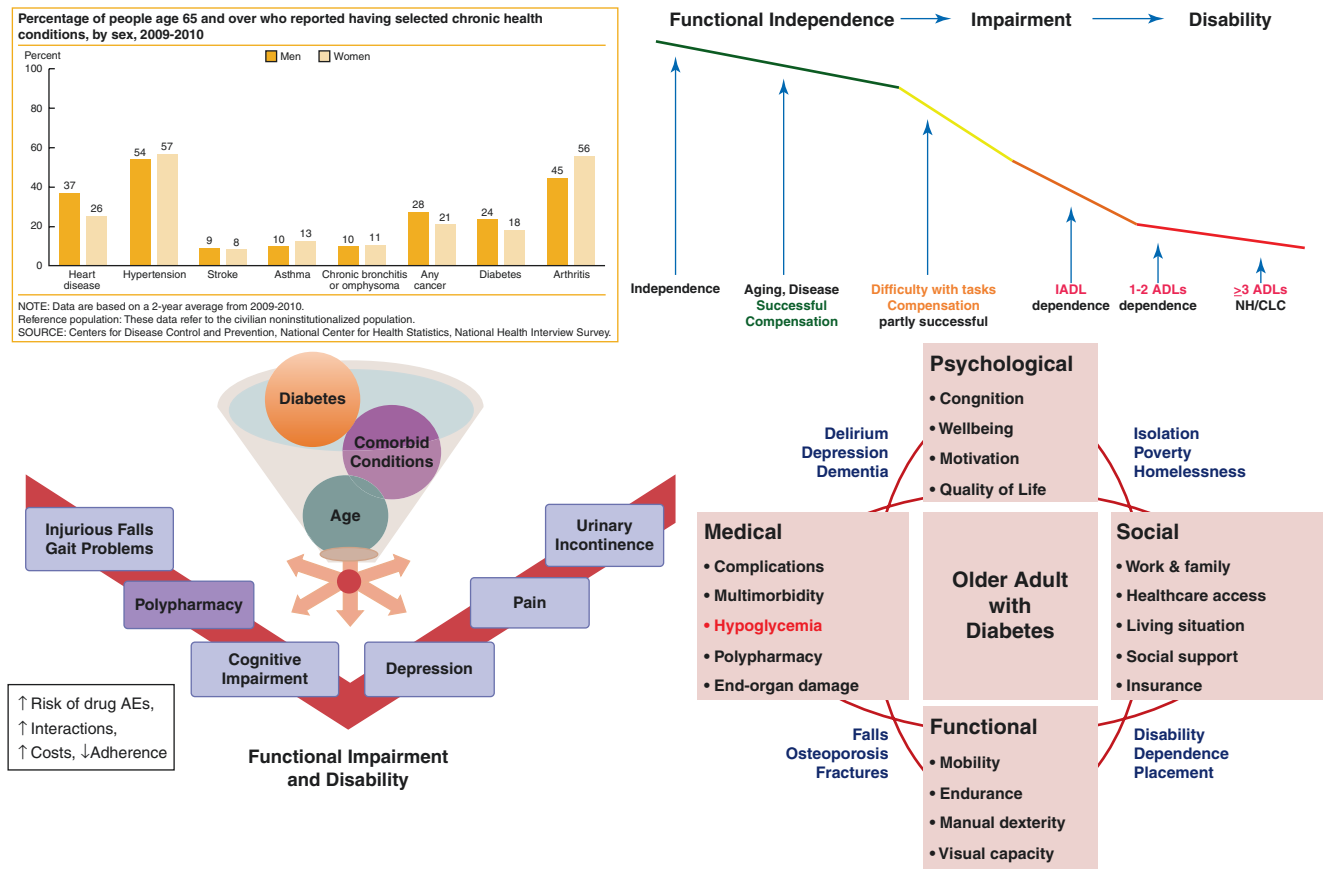 Percentage of people age 65 and over who reported having selected chronic health
conditions, by sex, 2009-2010
Percent
Men Women
100
80
60
40
20
0
37
26
54
57
9
8
10
13
10
11
28
21
24
18
45
56
Heart
disease
Hypertension
Stroke
Asthma
Chronic bronchitis
or omphysoma
Any
cancer
Diabetes
Arthritis
NOTE: Data are based on a 2-year average from 2009-2010.
Reference population: These data refer to the civilian noninstitutionalized population.
SOURCE: Centers for Disease Control and Prevention, National Center for Health Statistics, National Health Interview Survey.
Functional Independence → Impairment → Disability
Independence
Aging, Disease
Successful
Compensation
Difficulty with tasks
Compensation
partly successful
IADL
dependence
1-2 ADLs
dependence
≥3 ADLs
NH/CLC
Diabetes
Comorbid
Conditions
Age
Injurious Falls
Gait Problems
Polypharmacy
Cognitive
Impairment
Depression
Pain
Urinary
Incontinence
↑ Risk of drug AEs,
↑ Interactions,
↑ Costs, ↓Adherence
Functional Impairment
and Disability
Psychological
• Congnition
• Wellbeing
• Motivation
• Quality of Life
Delirium
Depression
Dementia
Isolation
Poverty
Homelessness
Medical
• Complications
• Multimorbidity
• Hypoglycemia
• Polypharmacy
• End-organ damage
Older Adult
with
Diabetes
Social
• Work & family
• Healthcare access
• Living situation
• Social support
• Insurance
Falls
Osteoporosis
Fractures
Disability
Dependence
Placement
Functional
• Mobility
• Endurance
• Manual dexterity
• Visual capacity